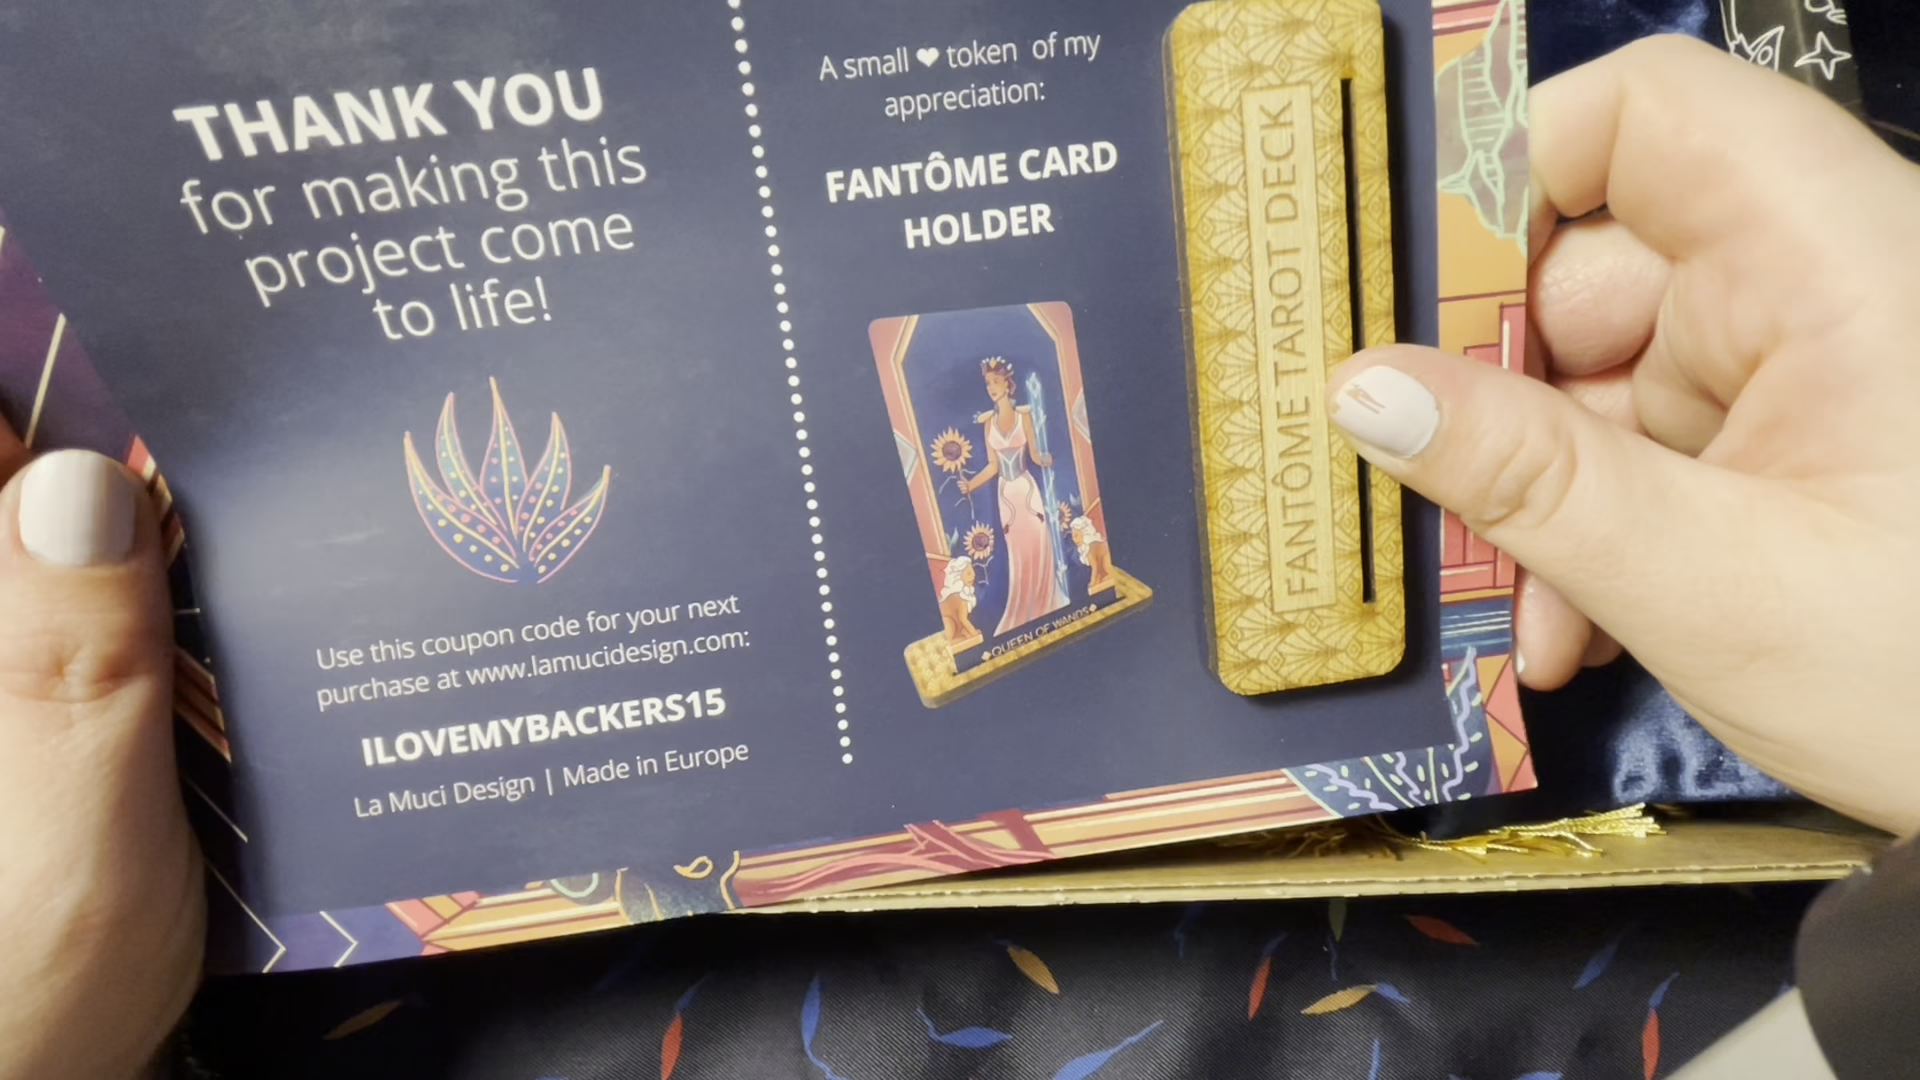 THANK YOU
for making this
project come
to life!
Use this coupon code for your next
purchase at www.lamucidesign.com:
ILOVEMYBACKERS15
La Muci Design | Made in Europe
A small ❤ token of my
appreciation:
FANTÔME CARD
HOLDER
QUEEN OF WANDS
FANTÔME TAROT DECK